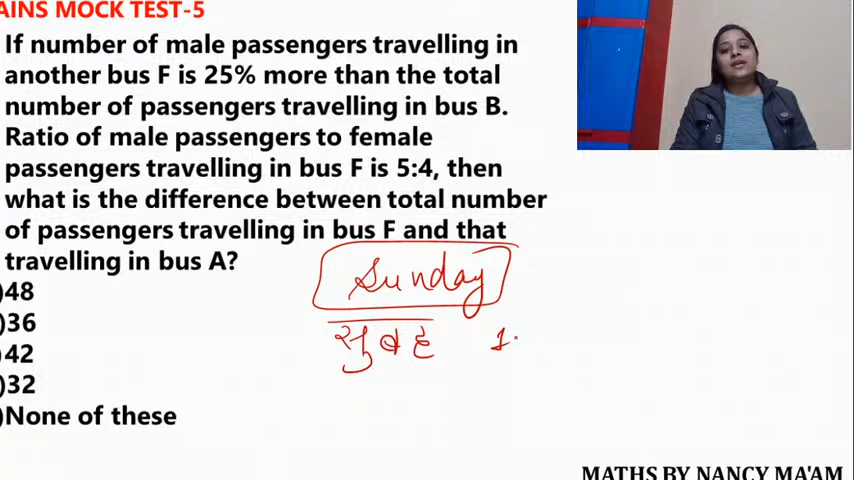 AINS MOCK TEST-5
If number of male passengers travelling in
another bus F is 25% more than the total
number of passengers travelling in bus B.
Ratio of male passengers to female
passengers travelling in bus F is 5:4, then
what is the difference between total number
of passengers travelling in bus F and that
travelling in bus A?
Sunday
)48
)36
सुबह 1.
)42
)32
)None of these
MATHS BY NANCY MA'AM